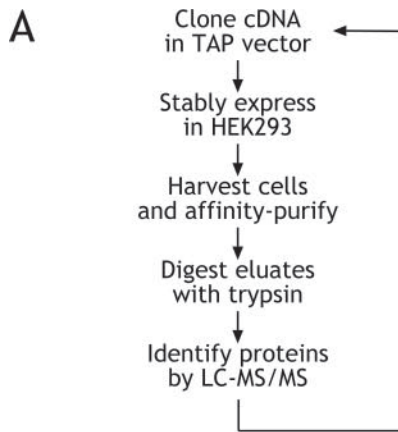 A
Clone cDNA
in TAP vector
Stably express
in HEK293
Harvest cells
and affinity-purify
Digest eluates
with trypsin
Identify proteins
by LC-MS/MS